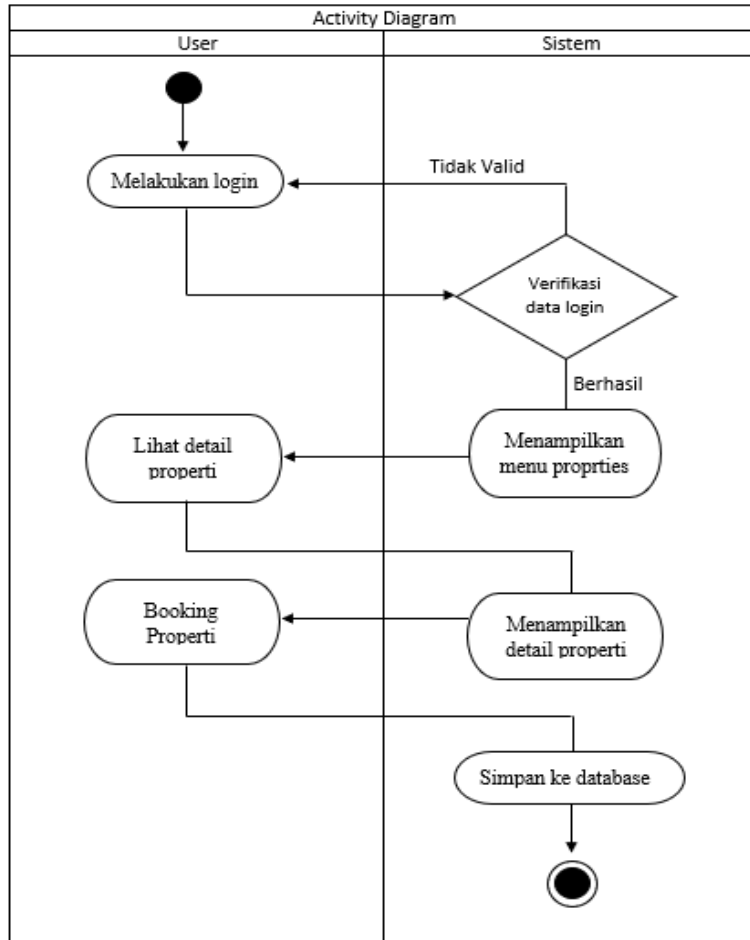 Activity Diagram
User
Sistem
Melakukan login
Tidak Valid
Verifikasi
data login
Berhasil
Lihat detail
properti
Menampilkan
menu proprties
Booking
Properti
Menampilkan
detail properti
Simpan ke database